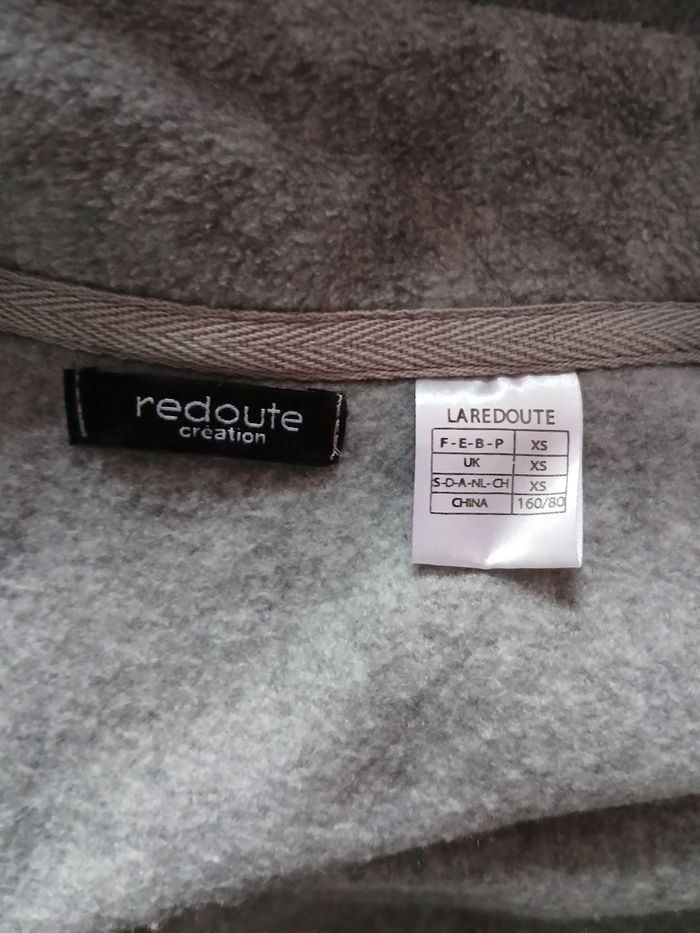 redoute
création
LAREDOUTE
F-E-B-P XS
UK XS
S-D-A-NL-CH XS
CHINA 160/80